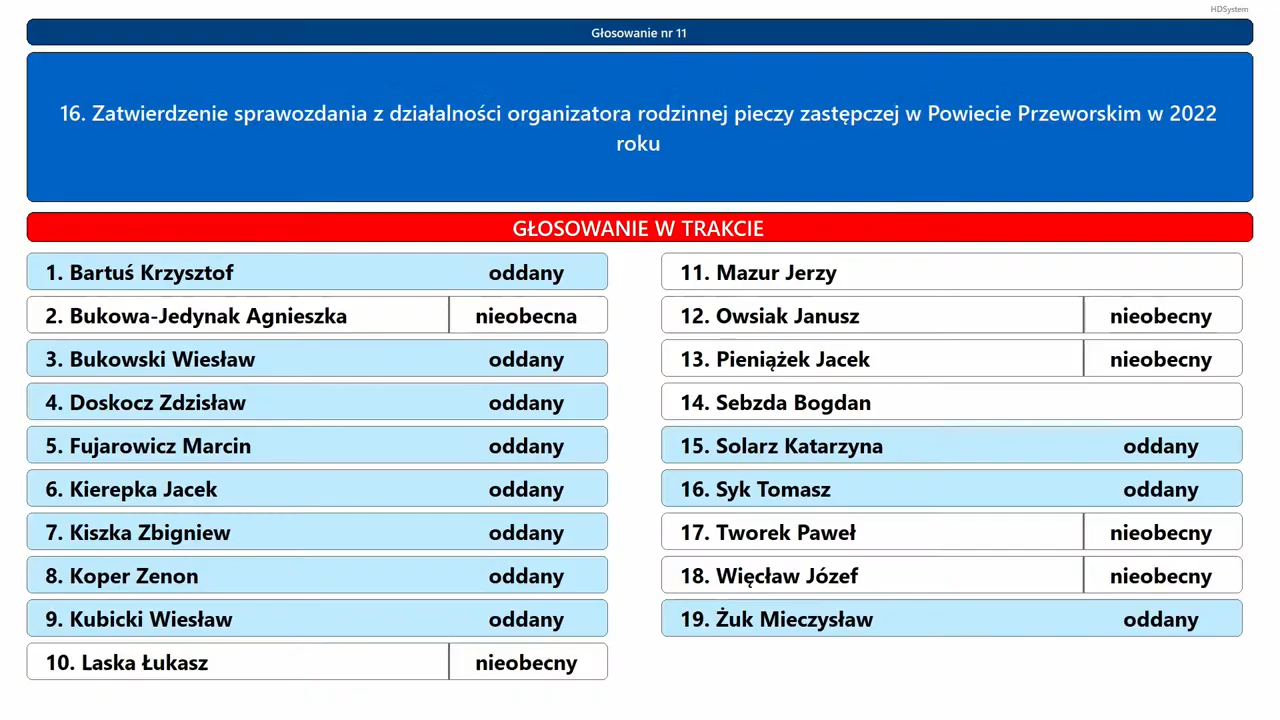 HDSystem
Głosowanie nr 11
16. Zatwierdzenie sprawozdania z działalności organizatora rodzinnej pieczy zastępczej w Powiecie Przeworskim w 2022
roku
GŁOSOWANIE W TRAKCIE
1. Bartuś Krzysztof oddany
2. Bukowa-Jedynak Agnieszka nieobecna
3. Bukowski Wiesław oddany
4. Doskocz Zdzisław oddany
5. Fujarowicz Marcin oddany
6. Kierepka Jacek oddany
7. Kiszka Zbigniew oddany
8. Koper Zenon oddany
9. Kubicki Wiesław oddany
10. Laska Łukasz nieobecny
11. Mazur Jerzy
12. Owsiak Janusz nieobecny
13. Pieniążek Jacek nieobecny
14. Sebzda Bogdan
15. Solarz Katarzyna oddany
16. Syk Tomasz oddany
17. Tworek Paweł nieobecny
18. Więcław Józef nieobecny
19. Żuk Mieczysław oddany